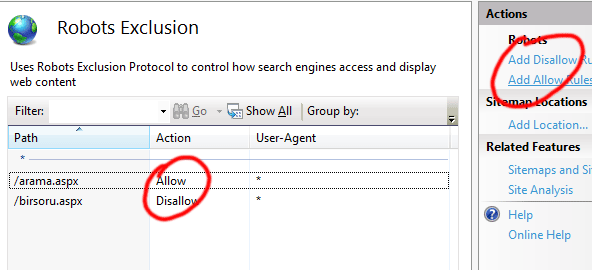 Robots Exclusion
Uses Robots Exclusion Protocol to control how search engines access and display
web content
Filter:
Go
Show All
Group by:
Path
Action
User-Agent
*
/arama.aspx
Allow
*
/birsoru.aspx
Disallow
*
Actions
Robots
Add Disallow Ru
Add Allow Rules
Sitemap Locations
Add Location...
Related Features
Sitemaps and Si
Site Analysis
Help
Online Help